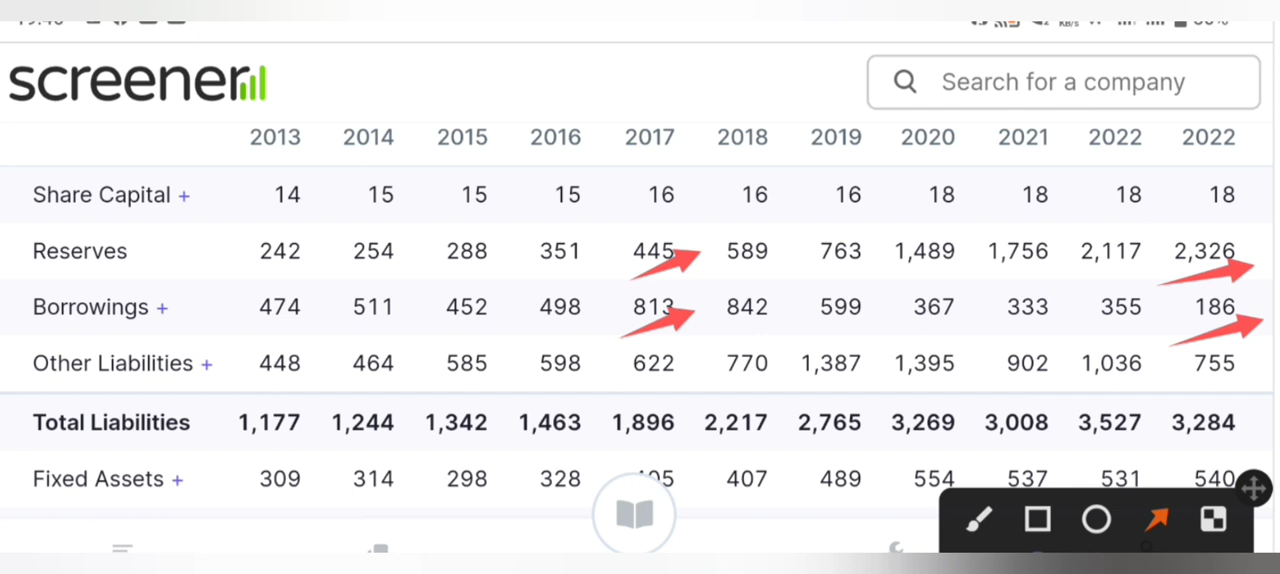 screener
Search for a company
2013 2014 2015 2016 2017 2018 2019 2020 2021 2022 2022
Share Capital + 14 15 15 15 16 16 16 18 18 18 18
Reserves 242 254 288 351 445 589 763 1,489 1,756 2,117 2,326
Borrowings + 474 511 452 498 813 842 599 367 333 355 186
Other Liabilities + 448 464 585 598 622 770 1,387 1,395 902 1,036 755
Total Liabilities 1,177 1,244 1,342 1,463 1,896 2,217 2,765 3,269 3,008 3,527 3,284
Fixed Assets + 309 314 298 328 407 489 554 537 531 540